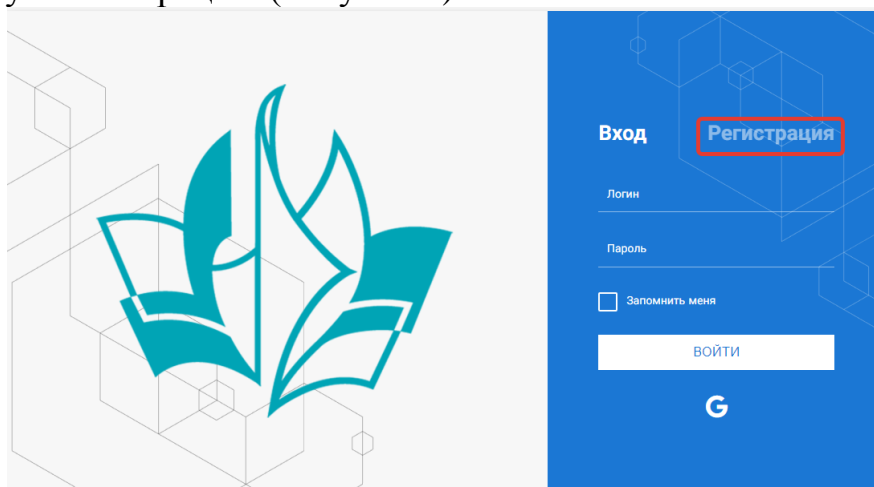 Вход Регистрация
Логин
Пароль
Запомнить меня
ВОЙТИ
G